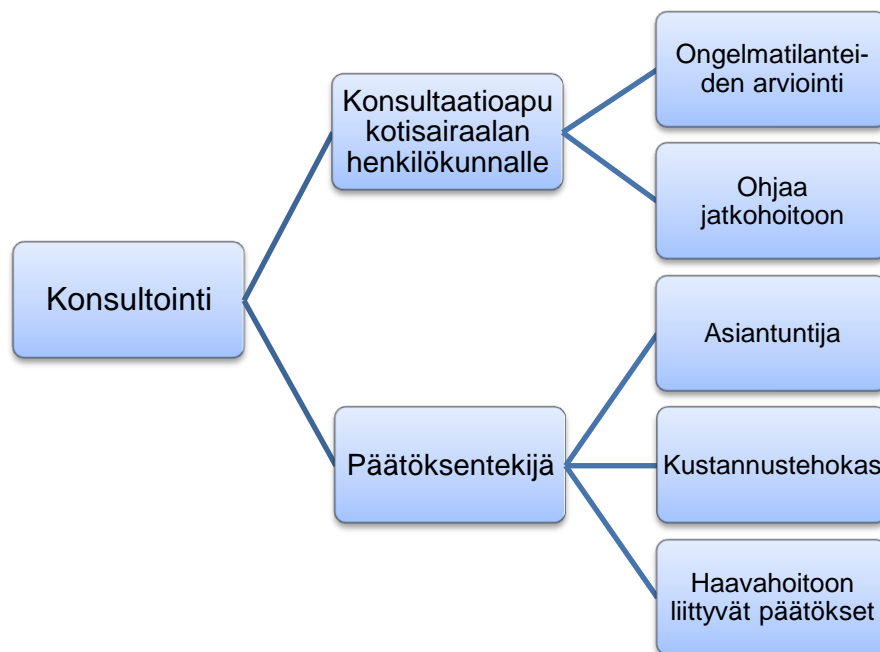 Konsultointi
Konsultaatioapu
kotisairaalan
henkilökunnalle
Ongelmatilantei-
den arviointi
Ohjaa
jatkohoitoon
Päätöksentekijä
Asiantuntija
Kustannustehokas
Haavahoitoon
liittyvät päätökset